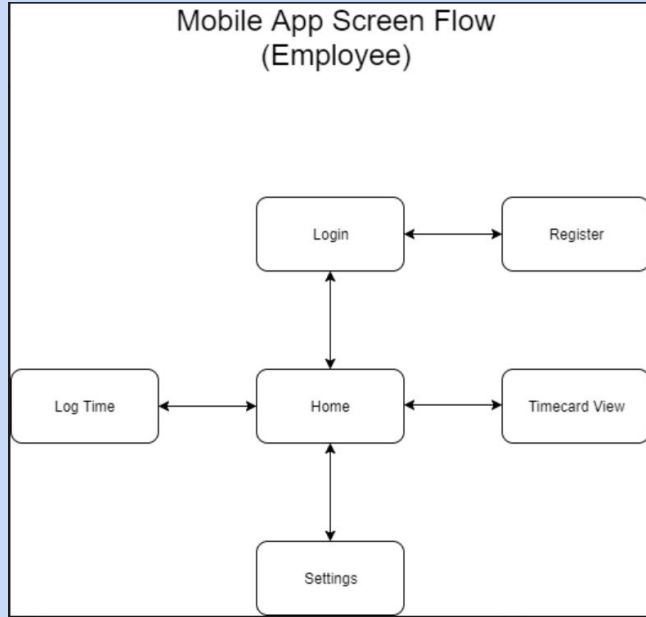 Mobile App Screen Flow
(Employee)
Login
Register
Log Time
Home
Timecard View
Settings